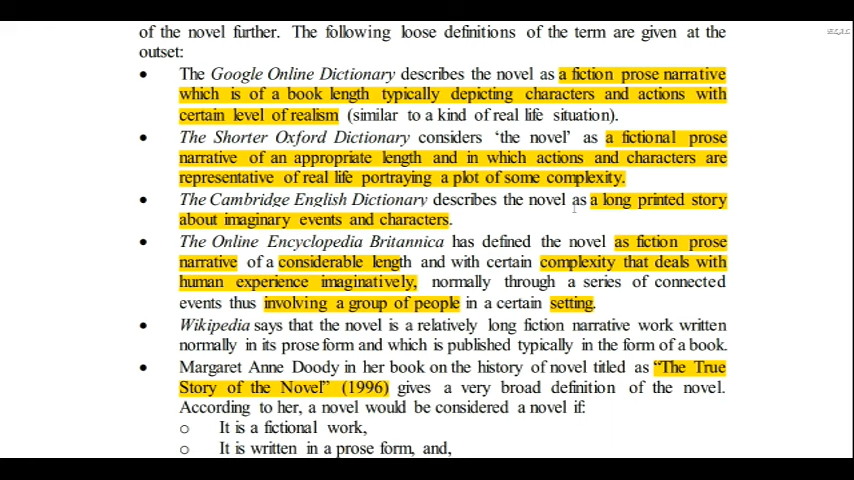 of the novel further. The following loose definitions of the term are given at the
outset:
• The Google Online Dictionary describes the novel as a fiction prose narrative
which is of a book length typically depicting characters and actions with
certain level of realism (similar to a kind of real life situation).
• The Shorter Oxford Dictionary considers ‘the novel’ as a fictional prose
narrative of an appropriate length and in which actions and characters are
representative of real life portraying a plot of some complexity.
• The Cambridge English Dictionary describes the novel as a long printed story
about imaginary events and characters.
• The Online Encyclopedia Britannica has defined the novel as fiction prose
narrative of a considerable length and with certain complexity that deals with
human experience imaginatively, normally through a series of connected
events thus involving a group of people in a certain setting.
• Wikipedia says that the novel is a relatively long fiction narrative work written
normally in its prose form and which is published typically in the form of a book.
• Margaret Anne Doody in her book on the history of novel titled as “The True
Story of the Novel” (1996) gives a very broad definition of the novel.
According to her, a novel would be considered a novel if:
o It is a fictional work,
o It is written in a prose form, and,